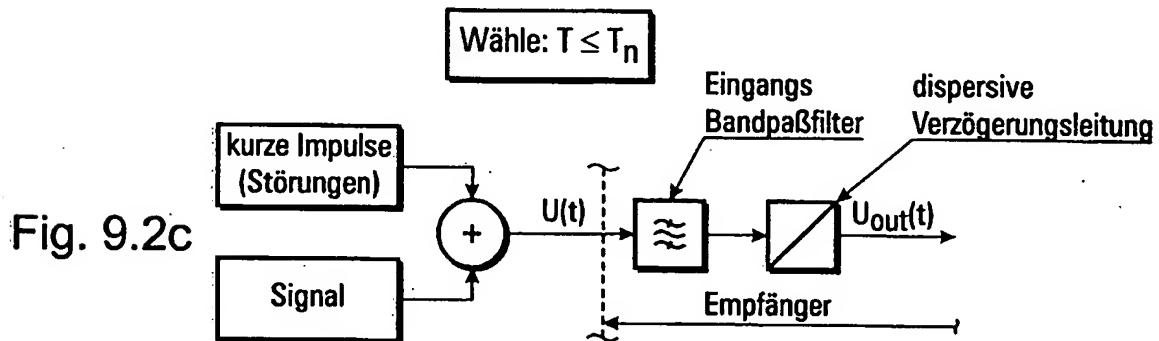 Wähle: T ≤ Tn
Eingangs
Bandpaßfilter
dispersive
Verzögerungsleitung
kurze Impulse
(Störungen)
U(t)
Uout(t)
Fig. 9.2c
+
Signal
Empfänger